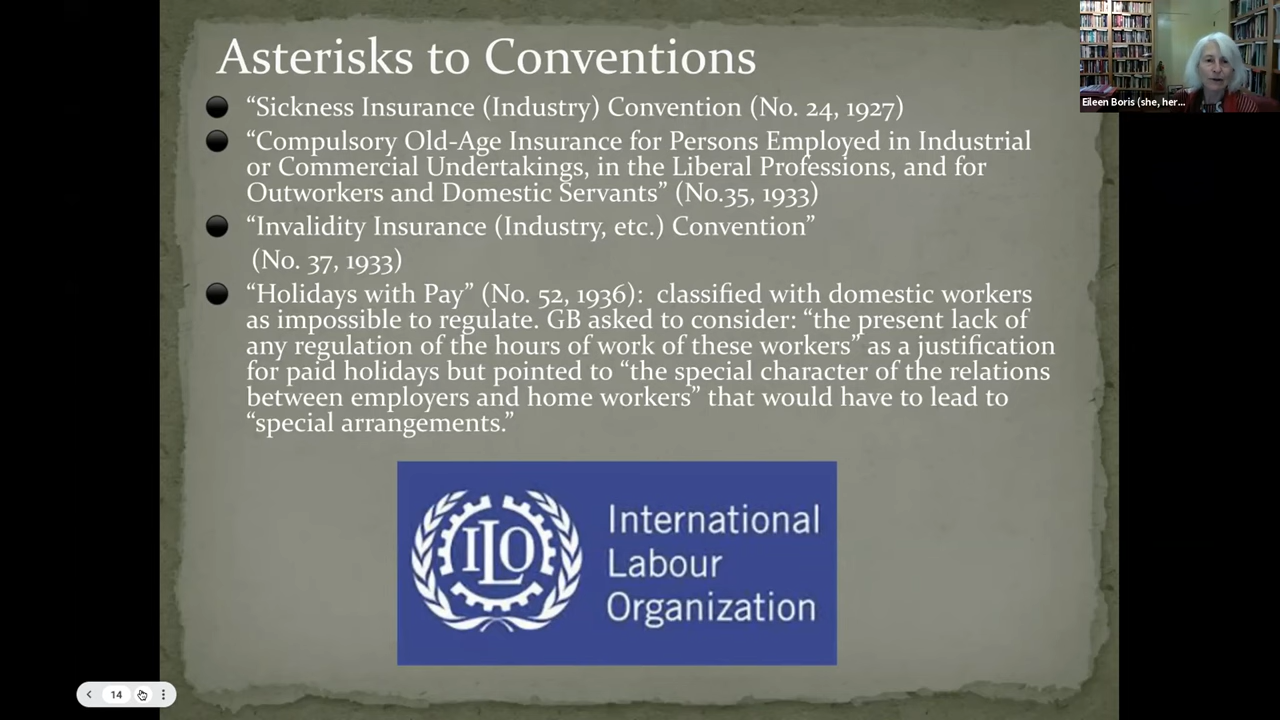 Asterisks to Conventions
“Sickness Insurance (Industry) Convention (No. 24, 1927)
“Compulsory Old-Age Insurance for Persons Employed in Industrial
or Commercial Undertakings, in the Liberal Professions, and for
Outworkers and Domestic Servants” (No.35, 1933)
“Invalidity Insurance (Industry, etc.) Convention”
(No. 37, 1933)
“Holidays with Pay” (No. 52, 1936): classified with domestic workers
as impossible to regulate. GB asked to consider: “the present lack of
any regulation of the hours of work of these workers” as a justification
for paid holidays but pointed to “the special character of the relations
between employers and home workers” that would have to lead to
“special arrangements.”
ILO
International
Labour
Organization
Eileen Boris (she, her...
14